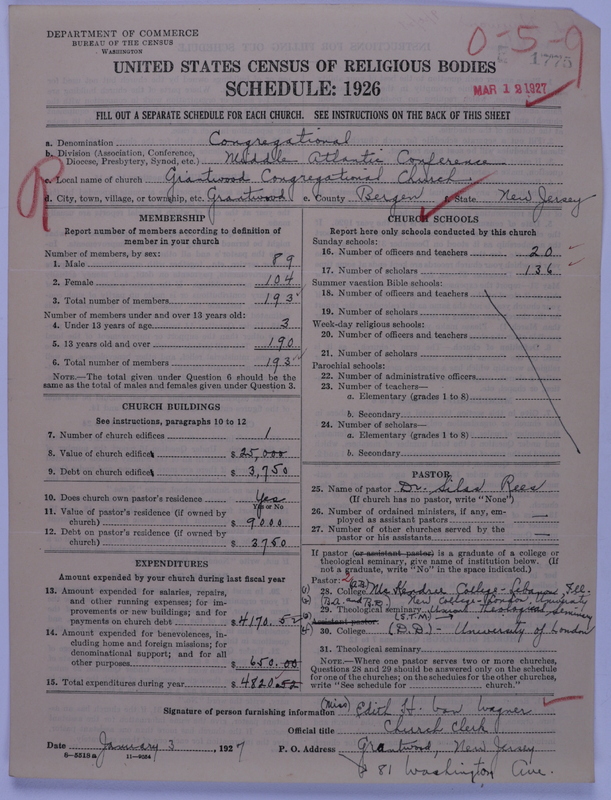 DEPARTMENT OF COMMERCE
BUREAU OF THE CENSUS
WASHINGTON
0-5-9
1775
MAR 12 1927
UNITED STATES CENSUS OF RELIGIOUS BODIES
SCHEDULE: 1926
FILL OUT A SEPARATE SCHEDULE FOR EACH CHURCH. SEE INSTRUCTIONS ON THE BACK OF THIS SHEET
a. Denomination Congregational
b. Division (Association, Conference, Diocese, Presbytery, Synod, etc.) Middle Atlantic Conference
c. Local name of church Grantwood Congregational Church.
d. City, town, village, or township, etc. Grantwood e. County Bergen f. State New Jersey
MEMBERSHIP
Report number of members according to definition of
member in your church
Number of members, by sex:
1. Male 89
2. Female 104
3. Total number of members 193
Number of members under and over 13 years old:
4. Under 13 years of age 3
5. 13 years old and over 190
6. Total number of members 193
NOTE.—The total given under Question 6 should be
same as the total of males and females given under Question 3.
CHURCH BUILDINGS
See instructions, paragraphs 10 to 12
7. Number of church edifices 1
8. Value of church edifice $ 25,000
9. Debt on church edifice $ 3,750
10. Does church own pastor's residence Yes
Yes or No
11. Value of pastor's residence (if owned by
church) $ 9000
12. Debt on pastor's residence (if owned by
church) $ 3750
EXPENDITURES
Amount expended by your church during last fiscal year
13. Amount expended for salaries, repairs,
and other running expenses; for improvements
or new buildings; and for
payments on church debt $ 4170.52
14. Amount expended for benevolences, including
home and foreign missions; for
denominational support; and for all
other purposes $ 650.00
15. Total expenditures during year $ 4820.52
CHURCH SCHOOLS
Report here only schools conducted by this church
Sunday schools:
16. Number of officers and teachers 20
17. Number of scholars 136
Summer vacation Bible schools:
18. Number of officers and teachers
19. Number of scholars
Week-day religious schools:
20. Number of officers and teachers
21. Number of scholars
Parochial schools:
22. Number of administrative officers
23. Number of teachers—
a. Elementary (grades 1 to 8)
b. Secondary
24. Number of scholars—
a. Elementary (grades 1 to 8)
b. Secondary
PASTOR
25. Name of pastor Dr. Silas Rees
(If church has no pastor, write "None")
26. Number of ordained ministers, if any, employed
as assistant pastors —
27. Number of other churches served by the
pastor or his assistants —
If pastor (or assistant pastor) is a graduate of a college or
theological seminary, give name of institution below. (If
not a graduate, write "No" in the space indicated.)
Pastor:
(1) 28. College College - Lebanon, Ill.
(B.A. and B.D.) New College - London, University
29. Theological seminary Union Theological Seminary
Assistant pastor: (S.T.M)
(4) 30. College (D.D) - University of London
31. Theological seminary
NOTE.—Where one pastor serves two or more churches,
Questions 28 and 29 should be answered only on the schedule
for one of the churches; on the schedules for the other churches,
write "See schedule for church."
Signature of person furnishing information (Miss) Edith H. Van Wagner
Official title Church Clerk
Date January 3, 1927 P. O. Address Grantwood, New Jersey
81 Washington Ave.
6-5518a 11-9024